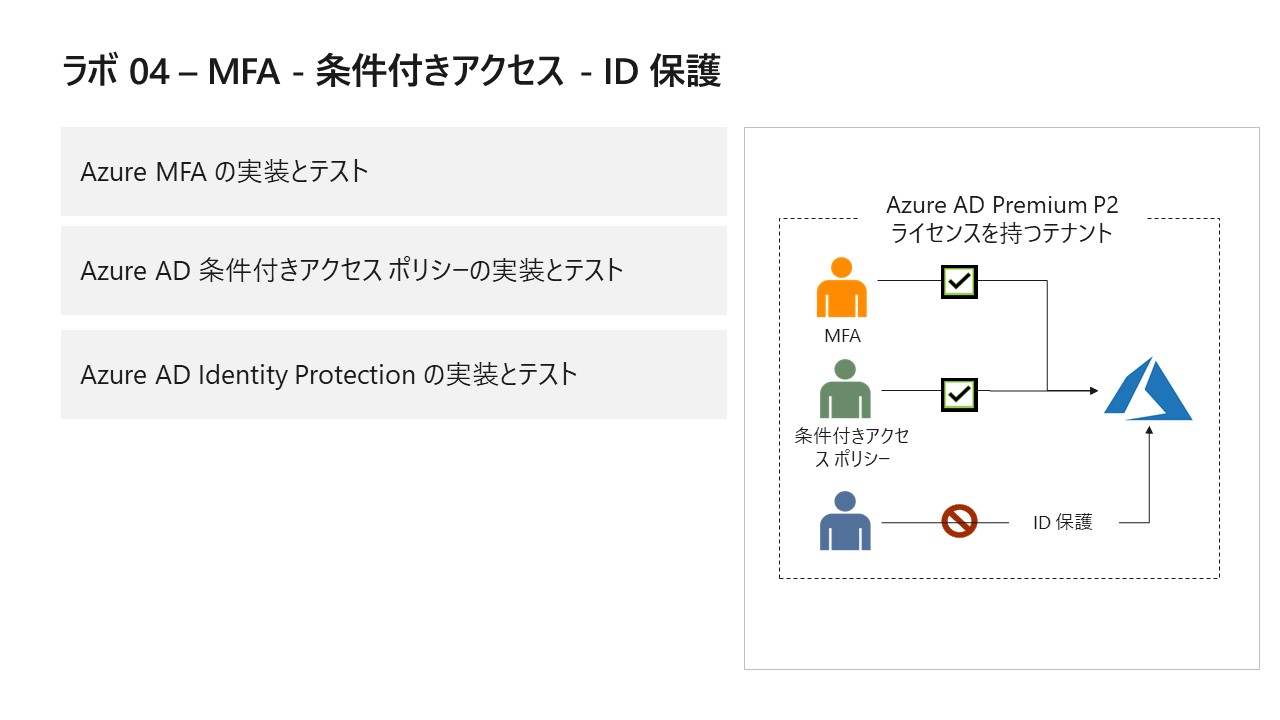 ラボ 04 – MFA - 条件付きアクセス - ID 保護
Azure MFA の実装とテスト
Azure AD 条件付きアクセス ポリシーの実装とテスト
Azure AD Identity Protection の実装とテスト
Azure AD Premium P2
ライセンスを持つテナント
MFA
条件付きアクセ
ス ポリシー
ID 保護